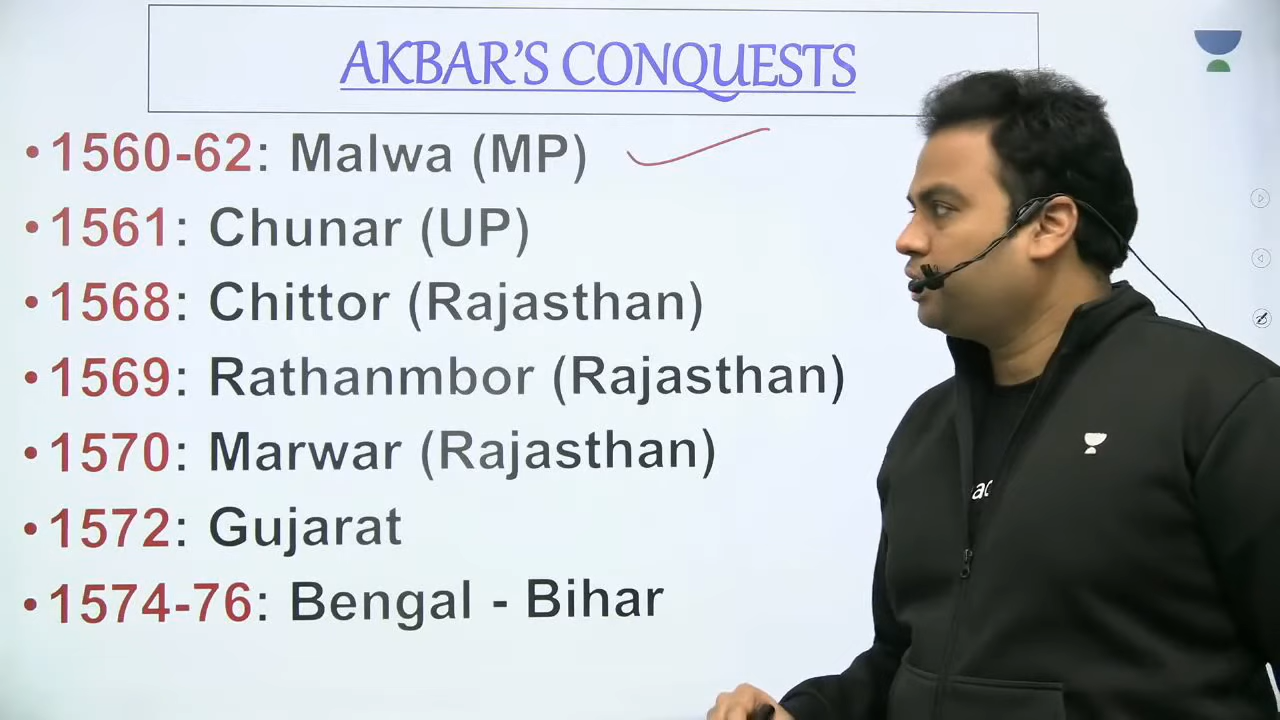 AKBAR'S CONQUESTS
• 1560-62: Malwa (MP)
• 1561: Chunar (UP)
• 1568: Chittor (Rajasthan)
• 1569: Rathanmbor (Rajasthan)
• 1570: Marwar (Rajasthan)
• 1572: Gujarat
• 1574-76: Bengal - Bihar